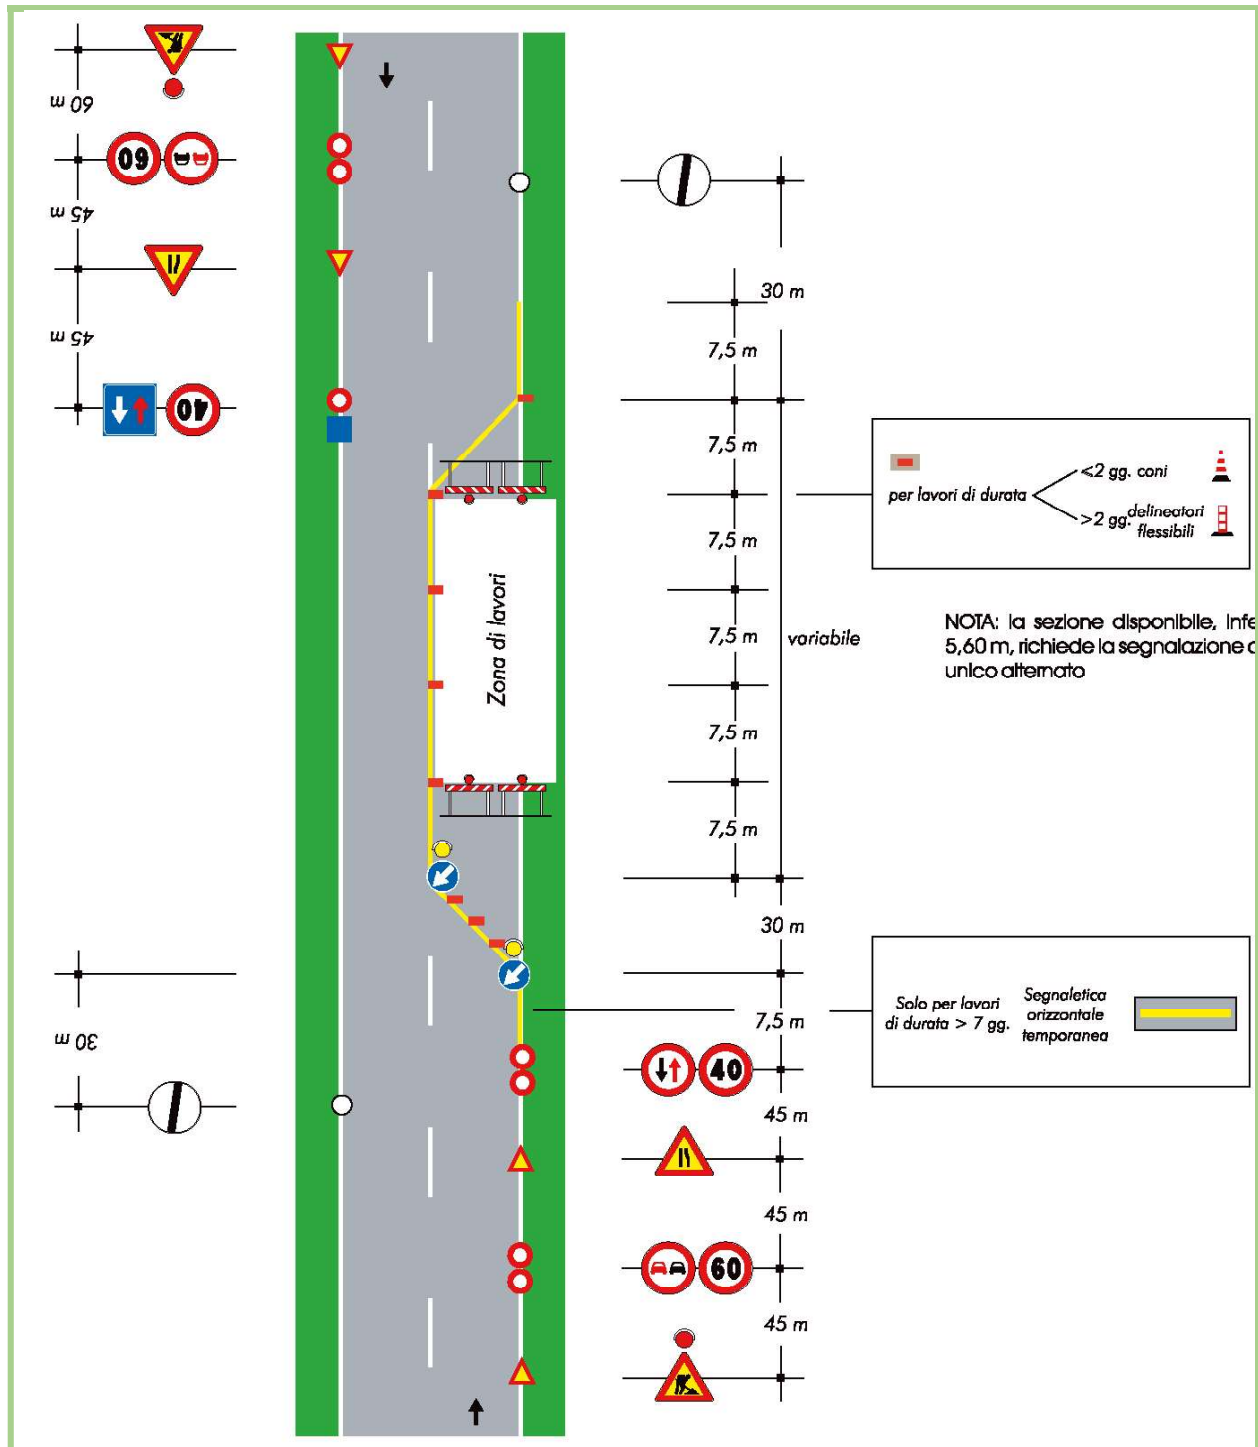 60 m
60
45 m
45 m
40
30 m
7,5 m
7,5 m
7,5 m
7,5 m
7,5 m
7,5 m
variabile
30 m
7,5 m
40
45 m
45 m
60
45 m
30 m
Zona di lavori
per lavori di durata
<2 gg. coni
>2 gg. delineatori
flessibili
NOTA: la sezione disponibile, infe
5,60 m, richiede la segnalazione
unico alternato
Solo per lavori
di durata > 7 gg.
Segnaletica
orizzontale
temporanea